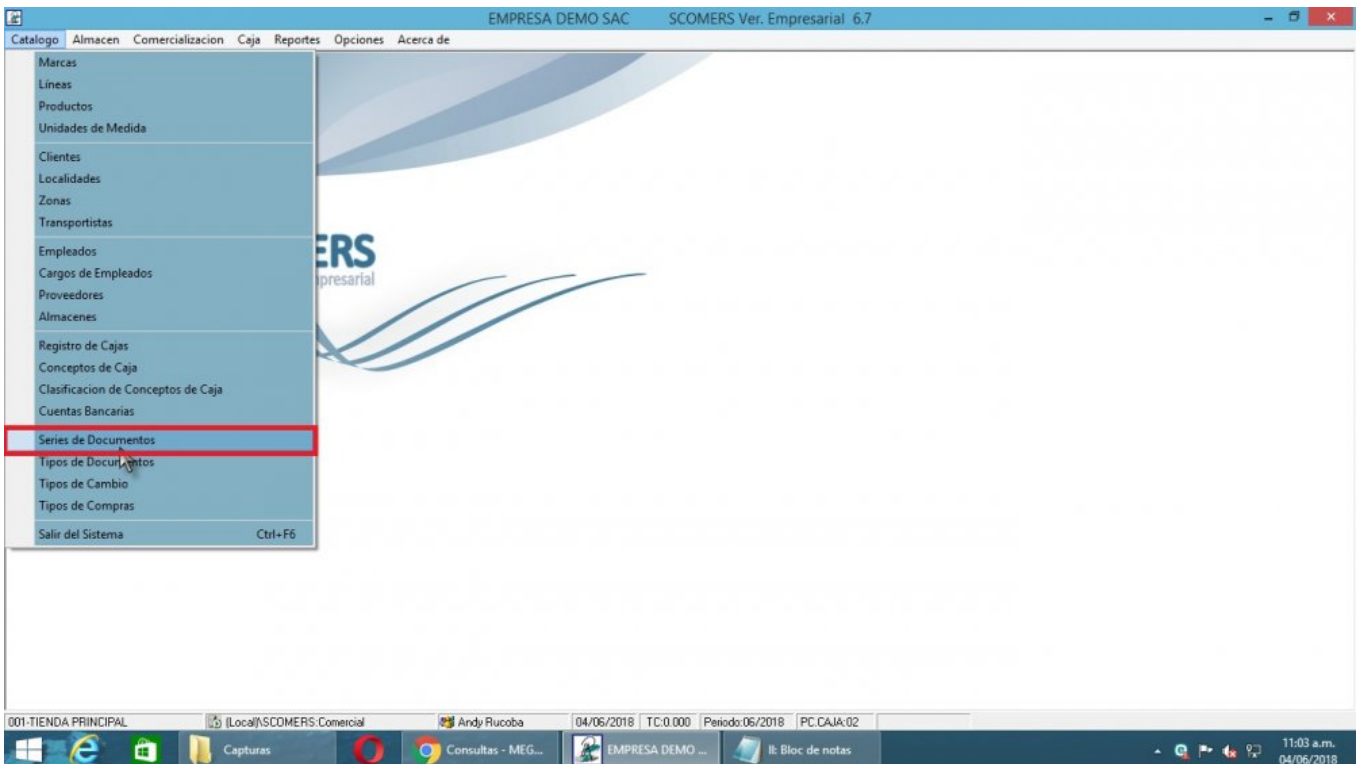 EMPRESA DEMO SAC SCOMERS Ver. Empresarial 6.7
Catalogo Almacen Comercializacion Caja Reportes Opciones Acerca de
Marcas
Líneas
Productos
Unidades de Medida
Clientes
Localidades
Zonas
Transportistas
Empleados
Cargos de Empleados
Proveedores
Almacenes
Registro de Cajas
Conceptos de Caja
Clasificacion de Conceptos de Caja
Cuentas Bancarias
Series de Documentos
Tipos de Documentos
Tipos de Cambio
Tipos de Compras
Salir del Sistema Ctrl+F6
ERS
presarial
001-TIENDA PRINCIPAL (Local)\SCOMERS:Comercial Andy Rucoba 04/06/2018 TC:0.000 Periodo:06/2018 PC.CAJA:02
Capturas Consultas - MEG... EMPRESA DEMO ... II: Bloc de notas 11:03 a.m.
04/06/2018